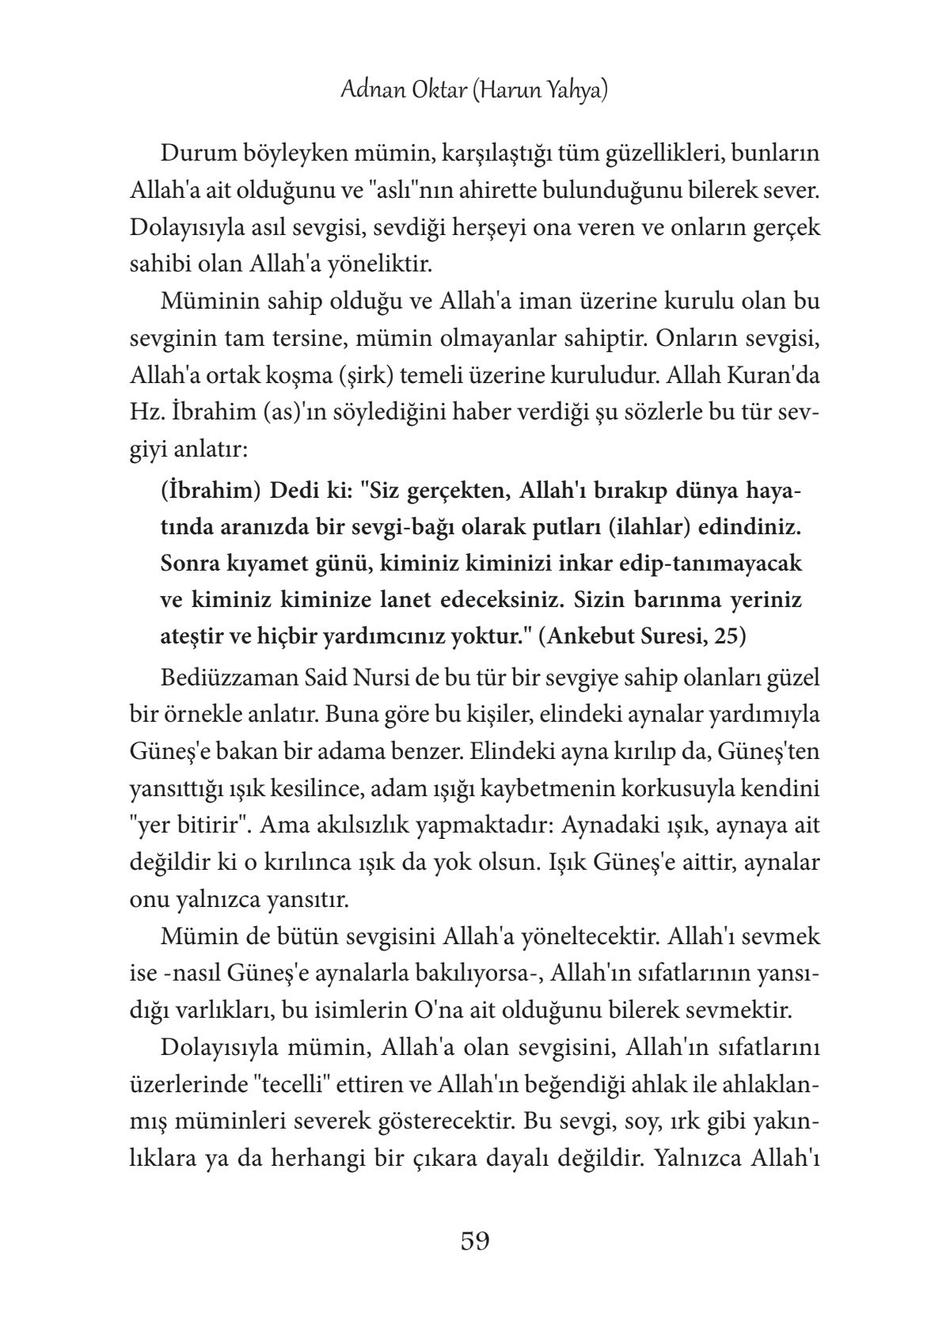 Adnan Oktar (Harun Yahya)
Durum böyleyken mümin, karşılaştığı tüm güzellikleri, bunların
Allah'a ait olduğunu ve "aslı"nın ahirette bulunduğunu bilerek sever.
Dolayısıyla asıl sevgisi, sevdiği herşeyi ona veren ve onların gerçek
sahibi olan Allah'a yöneliktir.
Müminin sahip olduğu ve Allah'a iman üzerine kurulu olan bu
sevginin tam tersine, mümin olmayanlar sahiptir. Onların sevgisi,
Allah'a ortak koşma (şirk) temeli üzerine kuruludur. Allah Kuran'da
Hz. İbrahim (as)'ın söylediğini haber verdiği şu sözlerle bu tür sev-
giyi anlatır:
(İbrahim) Dedi ki: "Siz gerçekten, Allah'ı bırakıp dünya haya-
tında aranızda bir sevgi-bağı olarak putları (ilahlar) edindiniz.
Sonra kıyamet günü, kiminiz kiminizi inkar edip-tanımayacak
ve kiminiz kiminize lanet edeceksiniz. Sizin barınma yeriniz
ateştir ve hiçbir yardımcınız yoktur." (Ankebut Suresi, 25)
Bediüzzaman Said Nursi de bu tür bir sevgiye sahip olanları güzel
bir örnekle anlatır. Buna göre bu kişiler, elindeki aynalar yardımıyla
Güneş'e bakan bir adama benzer. Elindeki ayna kırılıp da, Güneş'ten
yansıttığı ışık kesilince, adam ışığı kaybetmenin korkusuyla kendini
"yer bitirir". Ama akılsızlık yapmaktadır: Aynadaki ışık, aynaya ait
değildir ki o kırılınca ışık da yok olsun. Işık Güneş'e aittir, aynalar
onu yalnızca yansıtır.
Mümin de bütün sevgisini Allah'a yöneltecektir. Allah'ı sevmek
ise -nasıl Güneş'e aynalarla bakılıyorsa-, Allah'ın sıfatlarının yansı-
dığı varlıkları, bu isimlerin O'na ait olduğunu bilerek sevmektir.
Dolayısıyla mümin, Allah'a olan sevgisini, Allah'ın sıfatlarını
üzerlerinde "tecelli" ettiren ve Allah'ın beğendiği ahlak ile ahlaklan-
mış müminleri severek gösterecektir. Bu sevgi, soy, ırk gibi yakın-
lıklara ya da herhangi bir çıkara dayalı değildir. Yalnızca Allah'ı
59